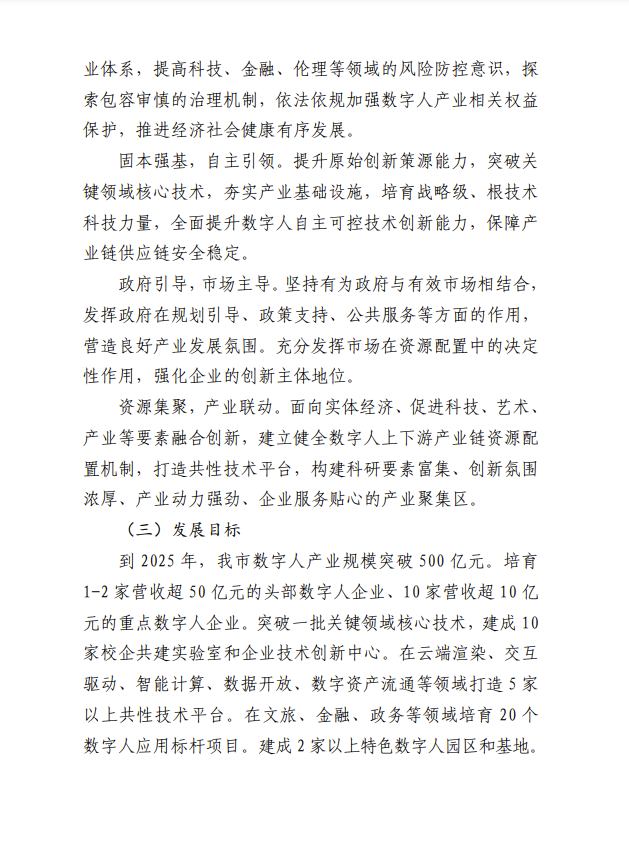 业体系，提高科技、金融、伦理等领域的风险防控意识，探
索包容审慎的治理机制，依法依规加强数字人产业相关权益
保护，推进经济社会健康有序发展。
固本强基，自主引领。提升原始创新策源能力，突破关
键领域核心技术，夯实产业基础设施，培育战略级、根技术
科技力量，全面提升数字人自主可控技术创新能力，保障产
业链供应链安全稳定。
政府引导，市场主导。坚持有为政府与有效市场相结合，
发挥政府在规划引导、政策支持、公共服务等方面的作用，
营造良好产业发展氛围。充分发挥市场在资源配置中的决定
性作用，强化企业的创新主体地位。
资源集聚，产业联动。面向实体经济、促进科技、艺术、
产业等要素融合创新，建立健全数字人上下游产业链资源配
置机制，打造共性技术平台，构建科研要素富集、创新氛围
浓厚、产业动力强劲、企业服务贴心的产业聚集区。
（三）发展目标
到 2025 年，我市数字人产业规模突破 500 亿元。培育
1-2 家营收超 50 亿元的头部数字人企业、10 家营收超 10 亿
元的重点数字人企业。突破一批关键领域核心技术，建成 10
家校企共建实验室和企业技术创新中心。在云端渲染、交互
驱动、智能计算、数据开放、数字资产流通等领域打造 5 家
以上共性技术平台。在文旅、金融、政务等领域培育 20 个
数字人应用标杆项目。建成 2 家以上特色数字人园区和基地。